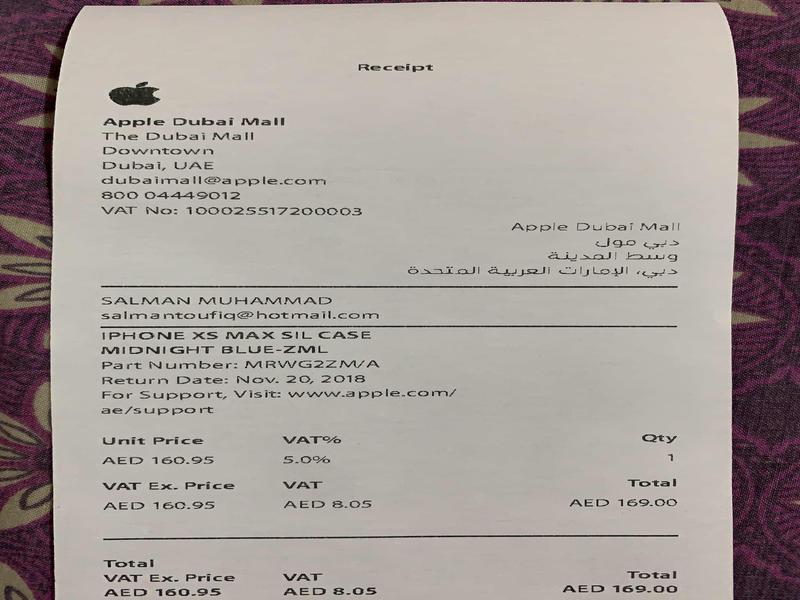 Receipt
Apple Dubai Mall
The Dubai Mall
Downtown
Dubai, UAE
dubaimall@apple.com
800 04449012
VAT No: 100025517200003
Apple Dubai Mall
دبي مول
وسط المدينة
دبي، الإمارات العربية المتحدة
SALMAN MUHAMMAD
salmantoufiq@hotmail.com
IPHONE XS MAX SIL CASE
MIDNIGHT BLUE-ZML
Part Number: MRWG2ZM/A
Return Date: Nov. 20, 2018
For Support, Visit: www.apple.com/
ae/support
Unit Price VAT% Qty
AED 160.95 5.0% 1
VAT Ex. Price VAT Total
AED 160.95 AED 8.05 AED 169.00
Total
VAT Ex. Price VAT Total
AED 160.95 AED 8.05 AED 169.00